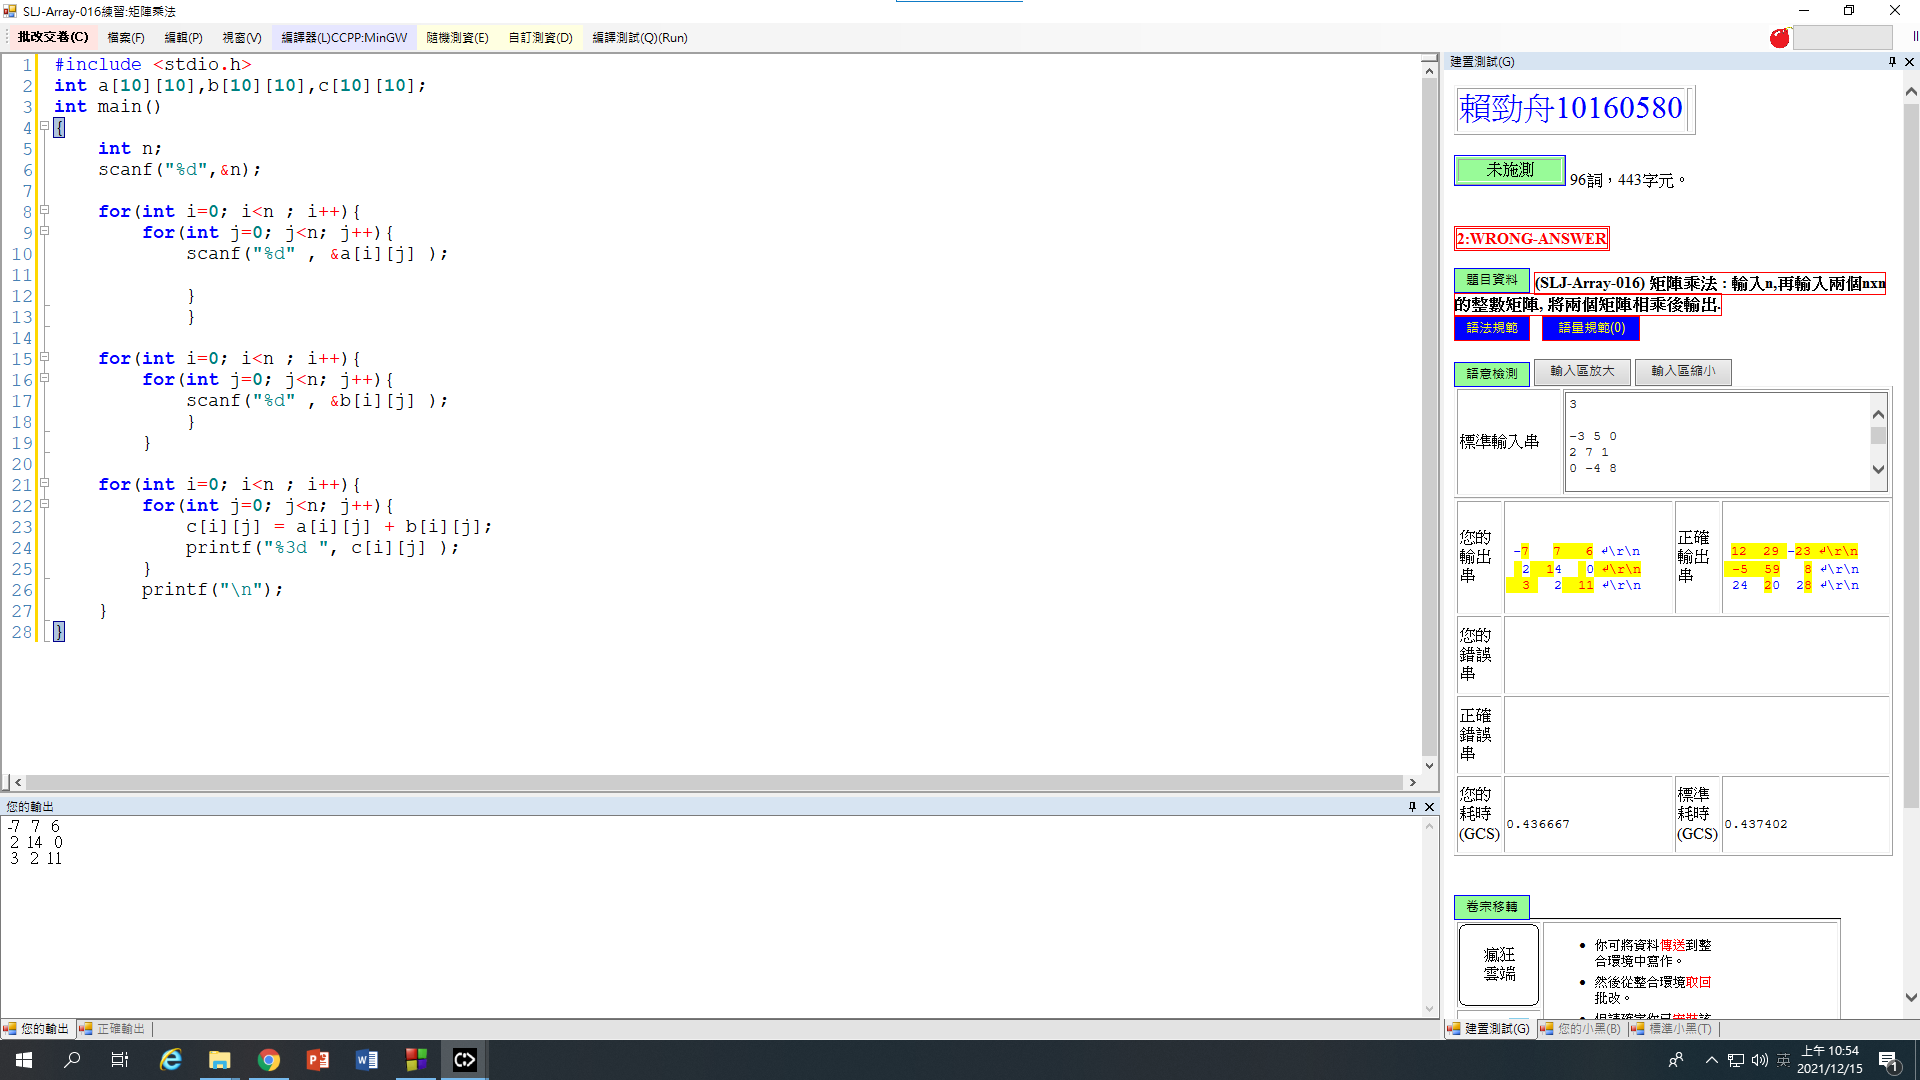 SLJ-Array-016練習:矩陣乘法
批改交卷(C) 檔案(F) 編輯(P) 視窗(V) 編譯器(L)CCPP:MinGW 隨機測資(E) 自訂測資(D) 編譯測試(Q)(Run)
1 #include <stdio.h>
2 int a[10][10],b[10][10],c[10][10];
3 int main()
4 {
5 int n;
6 scanf("%d",&n);
7
8 for(int i=0; i<n ; i++){
9 for(int j=0; j<n; j++){
10 scanf("%d" , &a[i][j] );
11
12 }
13 }
14
15 for(int i=0; i<n ; i++){
16 for(int j=0; j<n; j++){
17 scanf("%d" , &b[i][j] );
18 }
19 }
20
21 for(int i=0; i<n ; i++){
22 for(int j=0; j<n; j++){
23 c[i][j] = a[i][j] + b[i][j];
24 printf("%3d ", c[i][j] );
25 }
26 printf("\n");
27 }
28 }
您的輸出
-7 7 6
2 14 0
3 2 11
您的輸出 正確輸出
建置測試(G)
賴勁舟10160580
未施測 96詞，443字元。
2:WRONG-ANSWER
題目資料 (SLJ-Array-016) 矩陣乘法 : 輸入n,再輸入兩個nxn
的整數矩陣, 將兩個矩陣相乘後輸出.
語法規範 語量規範(0)
語意檢測 輸入區放大 輸入區縮小
標準輸入串
3
-3 5 0
2 7 1
0 -4 8
您的輸出串
-7 7 6 ↵\r\n
2 14 0 ↵\r\n
3 2 11 ↵\r\n
正確輸出串
12 29 -23 ↵\r\n
-5 59 8 ↵\r\n
24 20 28 ↵\r\n
您的錯誤串
正確錯誤串
您的耗時(GCS) 0.436667
標準耗時(GCS) 0.437402
卷宗移轉
瘋狂雲端
你可將資料傳送到整
合環境中寫作。
然後從整合環境取回
批改。
建置測試(G) 您的小黑(B) 標準小黑(T)
英
上午 10:54
2021/12/15
1